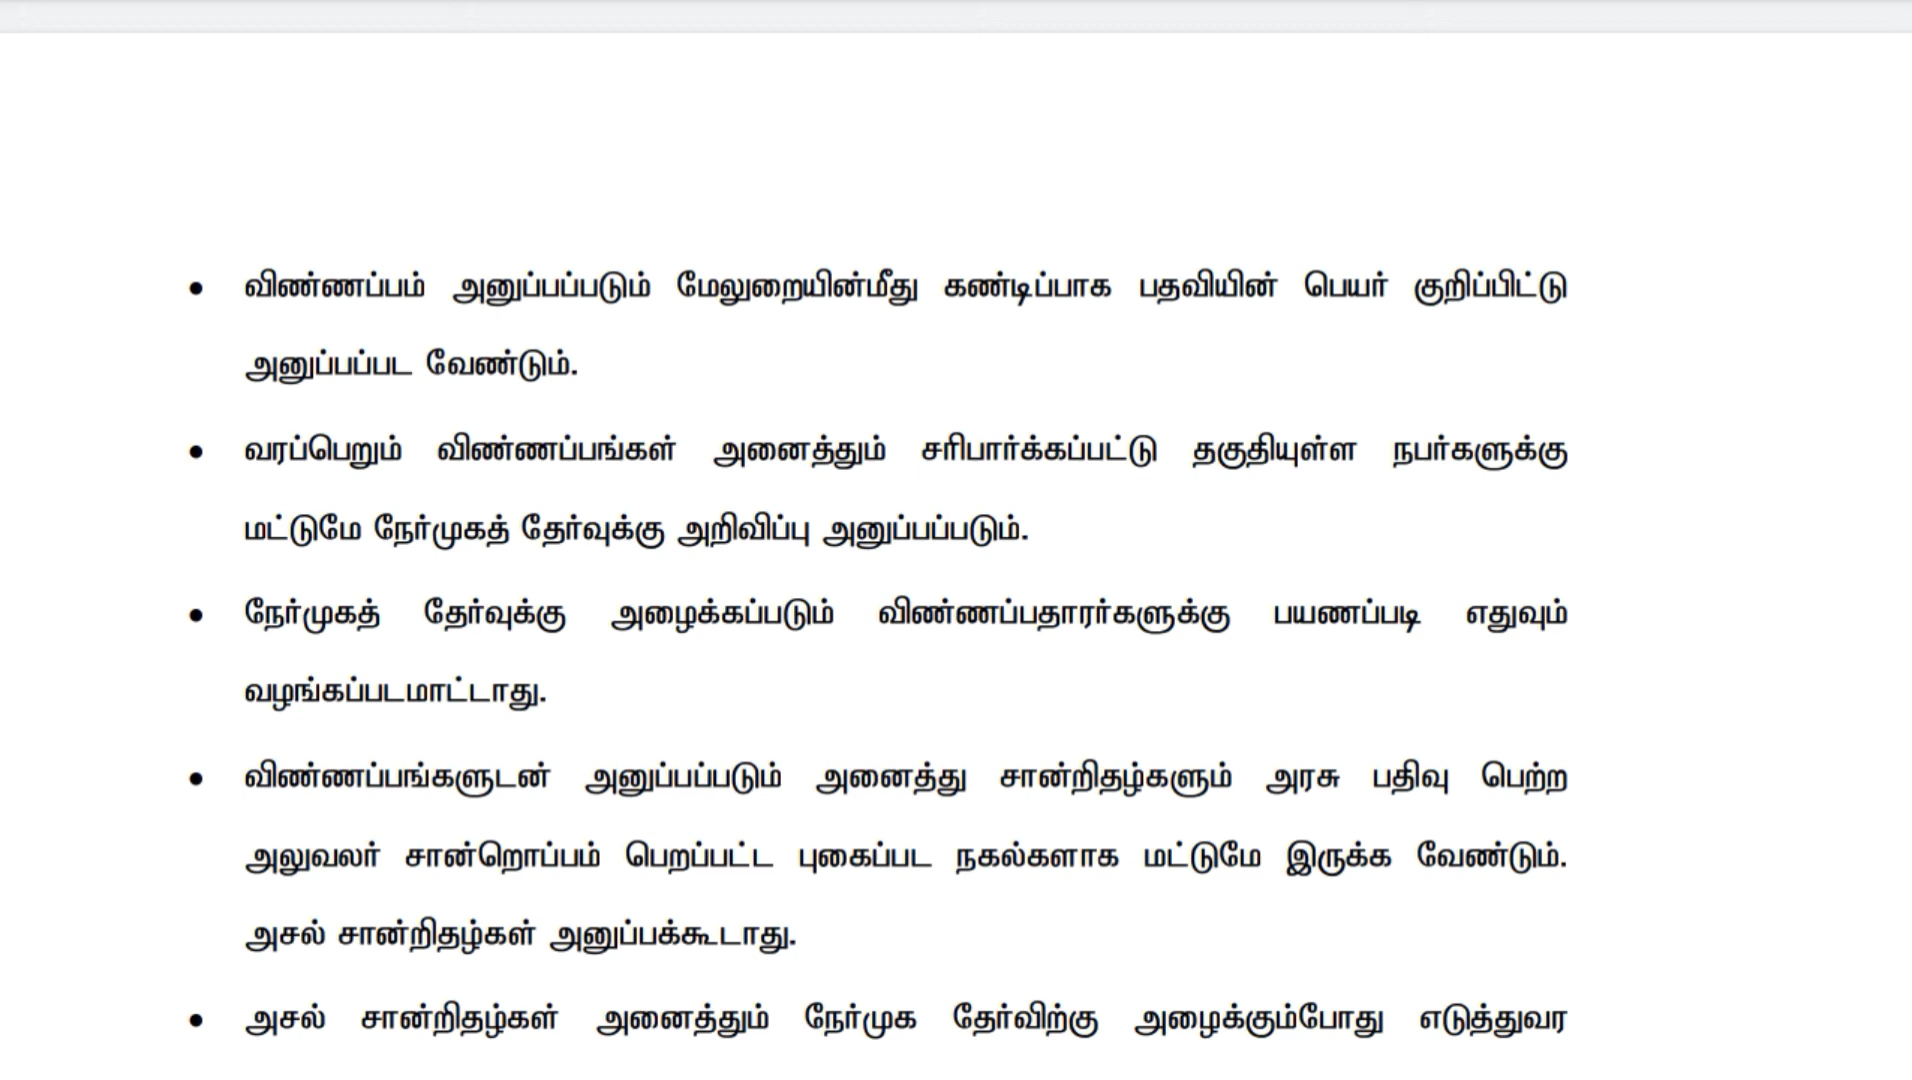 • விண்ணப்பம் அனுப்பப்படும் மேலுறையின்மீது கண்டிப்பாக பதவியின் பெயர் குறிப்பிட்டு
அனுப்பப்பட வேண்டும்.
• வரப்பெறும் விண்ணப்பங்கள் அனைத்தும் சரிபார்க்கப்பட்டு தகுதியுள்ள நபர்களுக்கு
மட்டுமே நேர்முகத் தேர்வுக்கு அறிவிப்பு அனுப்பப்படும்.
• நேர்முகத் தேர்வுக்கு அழைக்கப்படும் விண்ணப்பதாரர்களுக்கு பயணப்படி எதுவும்
வழங்கப்படமாட்டாது.
• விண்ணப்பங்களுடன் அனுப்பப்படும் அனைத்து சான்றிதழ்களும் அரசு பதிவு பெற்ற
அலுவலர் சான்றொப்பம் பெறப்பட்ட புகைப்பட நகல்களாக மட்டுமே இருக்க வேண்டும்.
அசல் சான்றிதழ்கள் அனுப்பக்கூடாது.
• அசல் சான்றிதழ்கள் அனைத்தும் நேர்முக தேர்விற்கு அழைக்கும்போது எடுத்துவர